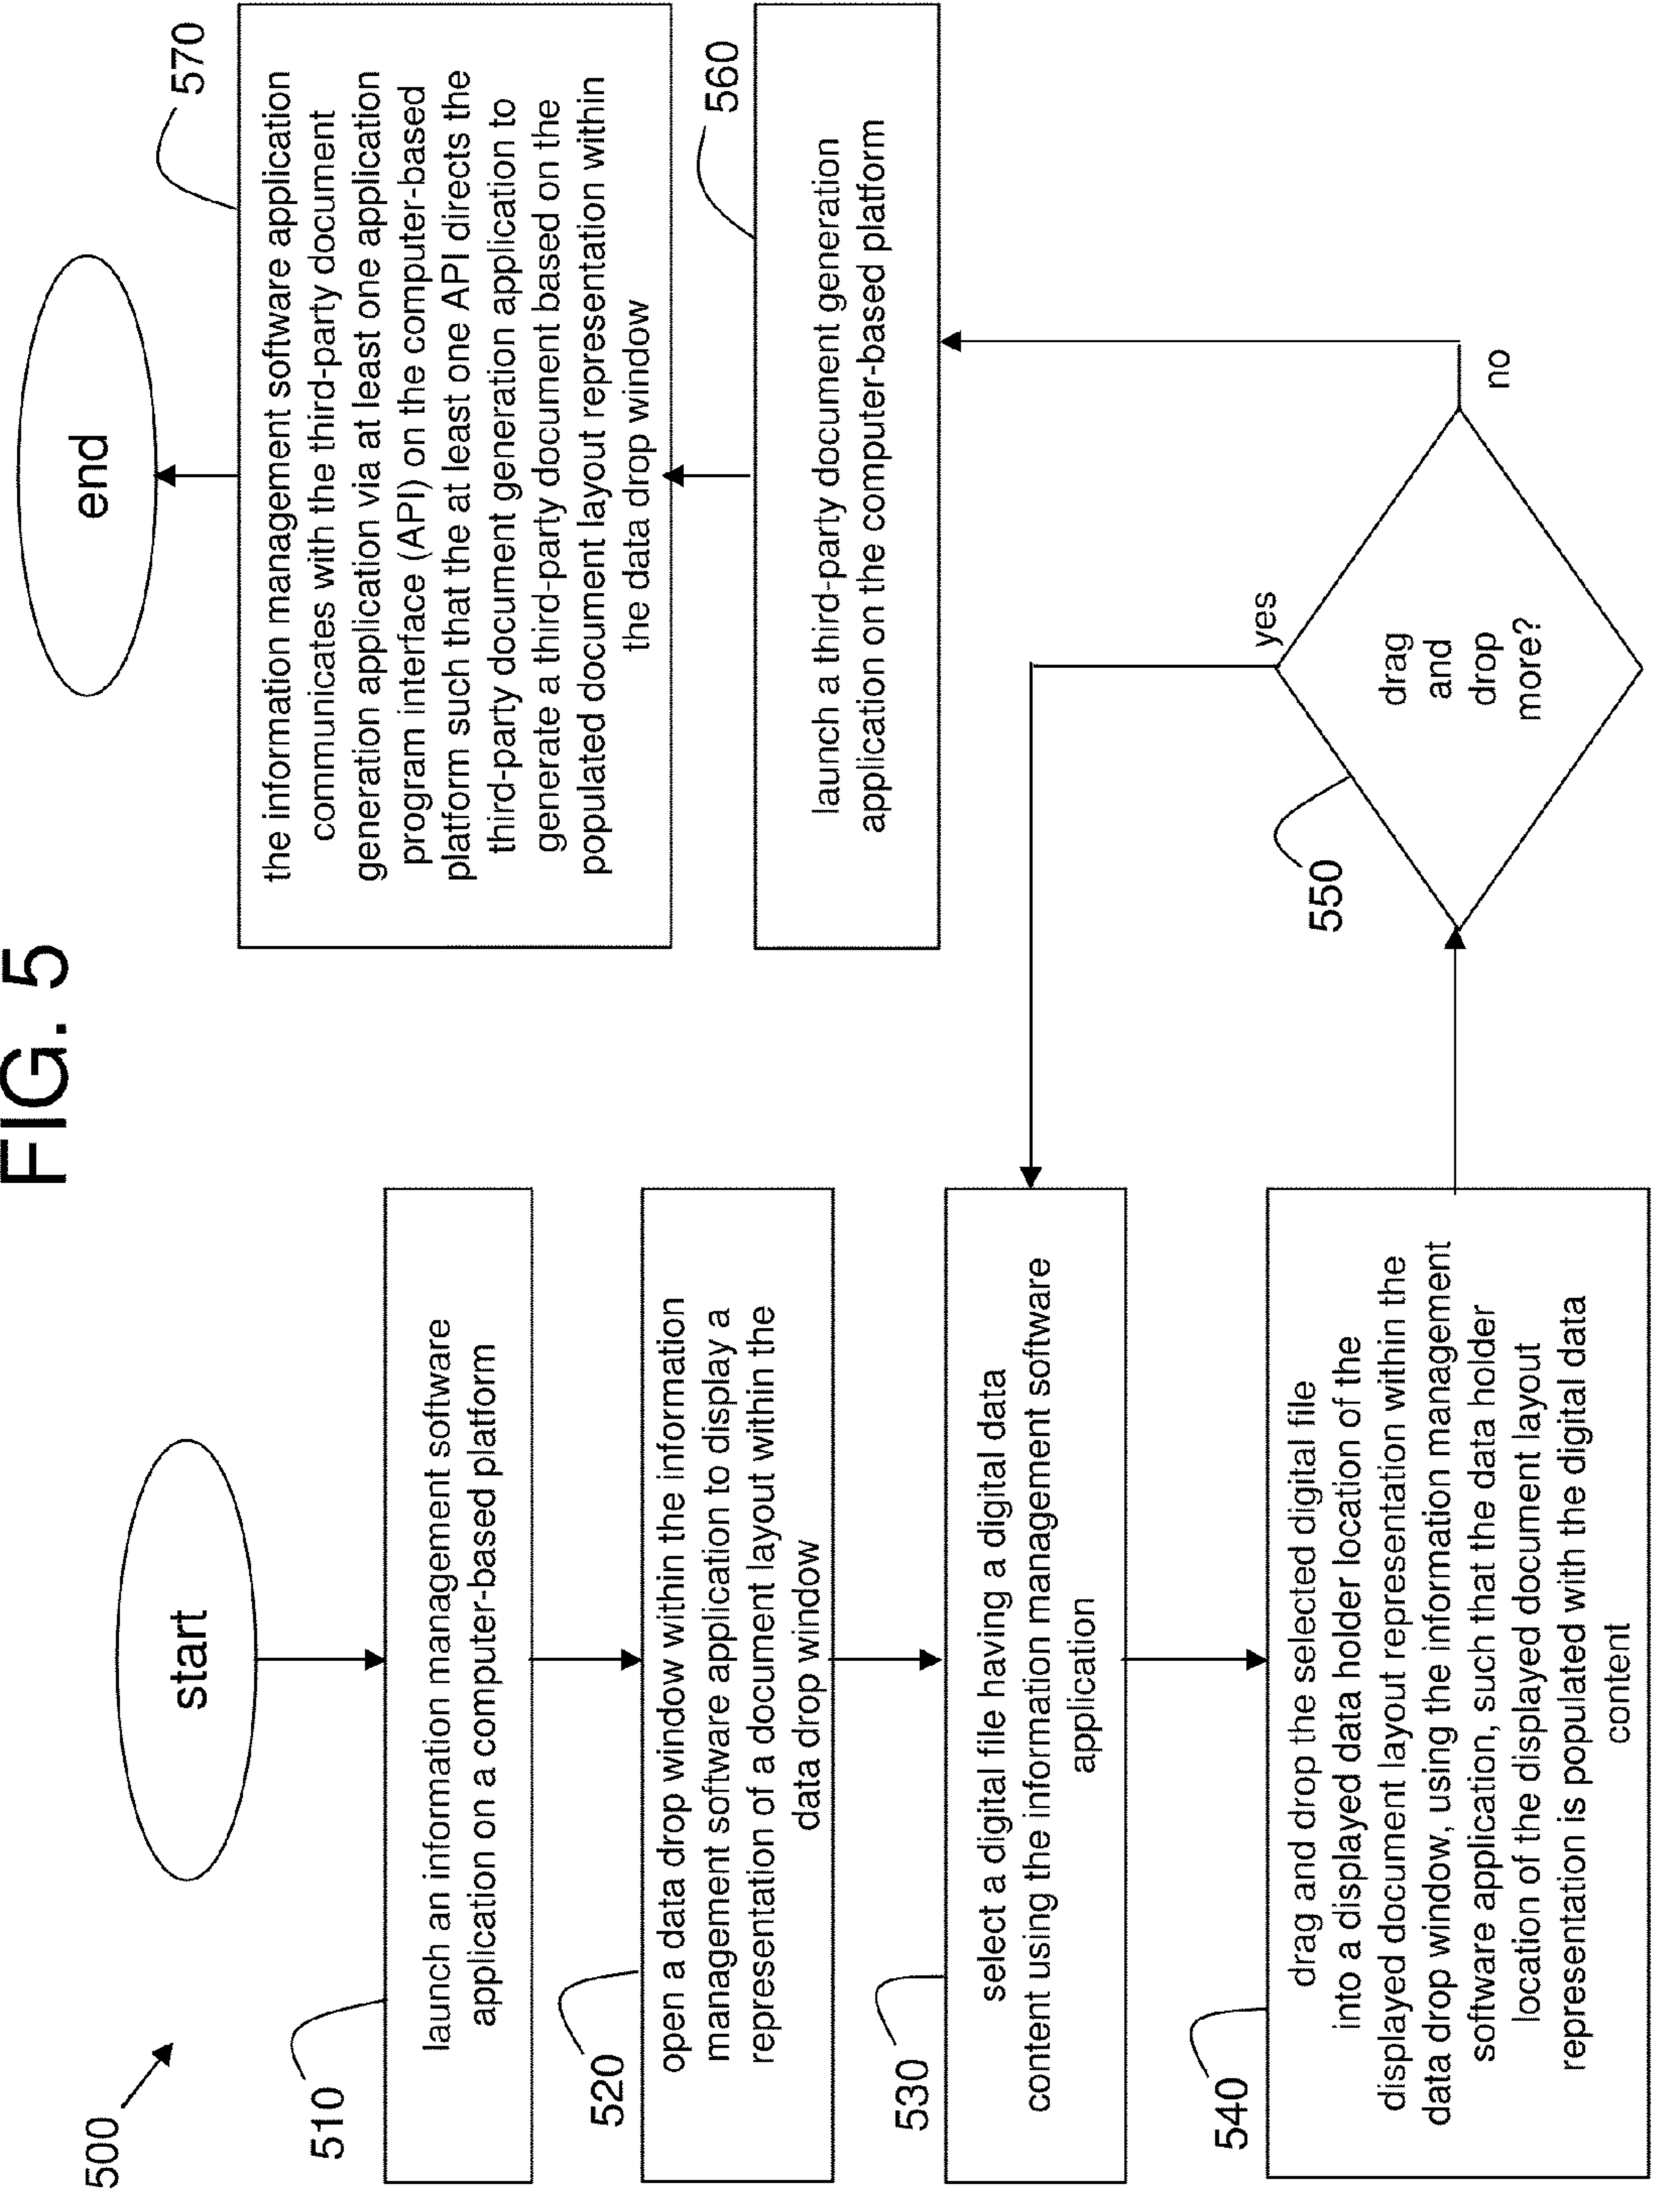 FIG. 5
500
start
510
launch an information management software
application on a computer-based platform
520
open a data drop window within the information
management software application to display a
representation of a document layout within the
data drop window
530
select a digital file having a digital data
content using the information management software
application
540
drag and drop the selected digital file
into a displayed data holder location of the
displayed document layout representation within the
data drop window, using the information management
software application, such that the data holder
location of the displayed document layout
representation is populated with the digital data
content
550
drag
and
drop
more?
yes
no
560
launch a third-party document generation
application on the computer-based platform
570
the information management software application
communicates with the third-party document
generation application via at least one application
program interface (API) on the computer-based
platform such that the at least one API directs the
third-party document generation application to
generate a third-party document based on the
populated document layout representation within
the data drop window
end